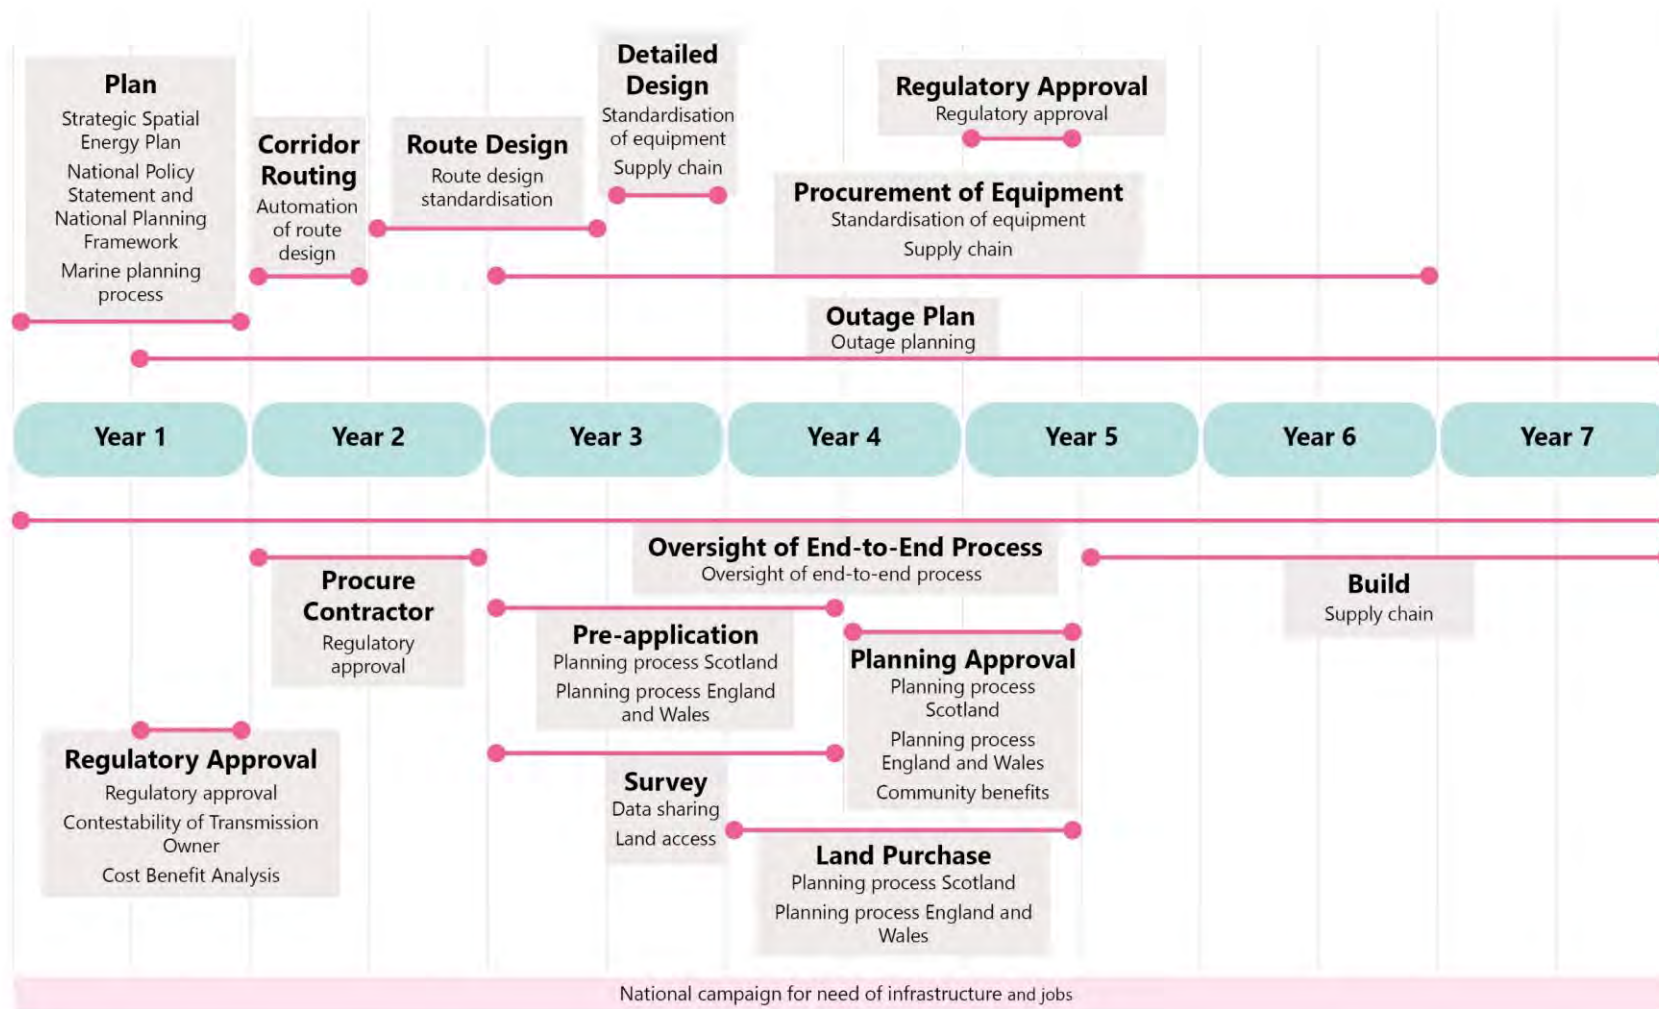 Plan
Strategic Spatial
Energy Plan
National Policy
Statement and
National Planning
Framework
Marine planning
process
Corridor
Routing
Automation
of route
design
Route Design
Route design
standardisation
Detailed
Design
Standardisation
of equipment
Supply chain
Regulatory Approval
Regulatory approval
Procurement of Equipment
Standardisation of equipment
Supply chain
Outage Plan
Outage planning
Year 1
Year 2
Year 3
Year 4
Year 5
Year 6
Year 7
Oversight of End-to-End Process
Oversight of end-to-end process
Procure
Contractor
Regulatory
approval
Build
Supply chain
Pre-application
Planning process Scotland
Planning process England
and Wales
Planning Approval
Planning process
Scotland
Planning process
England and Wales
Community benefits
Regulatory Approval
Regulatory approval
Contestability of Transmission
Owner
Cost Benefit Analysis
Survey
Data sharing
Land access
Land Purchase
Planning process Scotland
Planning process England and
Wales
National campaign for need of infrastructure and jobs